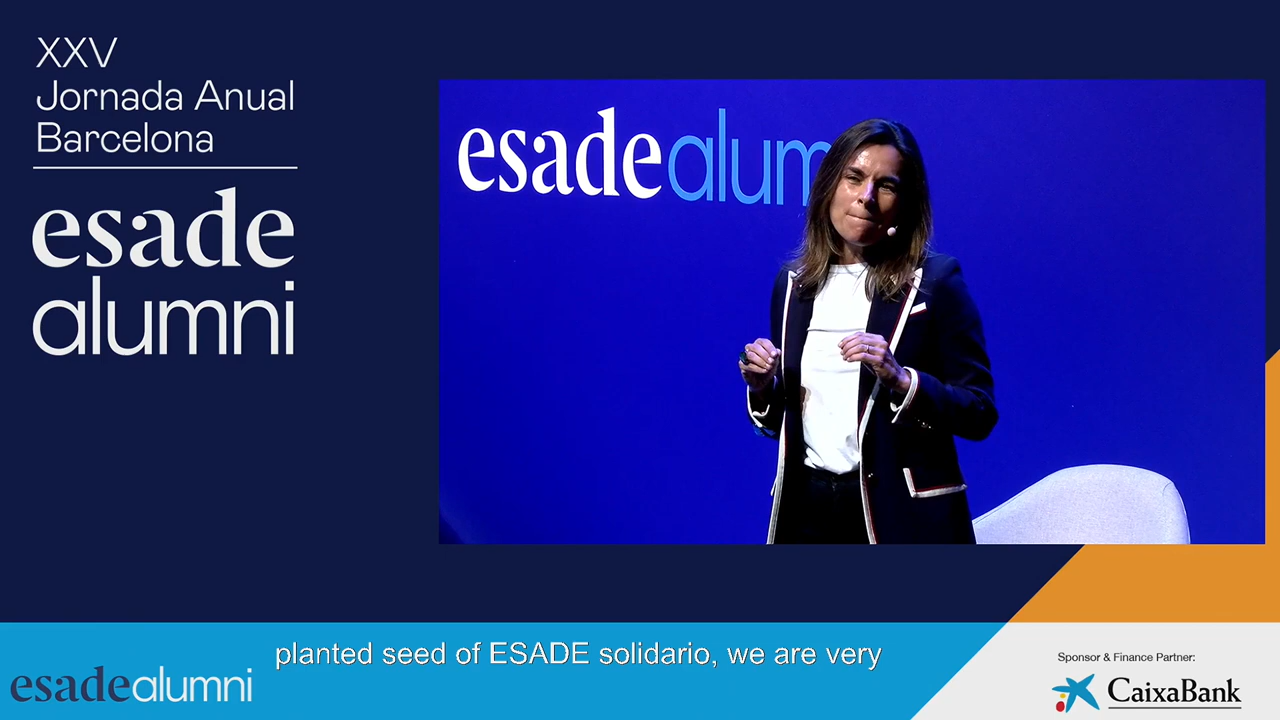 XXV
Jornada Anual
Barcelona
esade
alumni
esadealum
planted seed of ESADE solidario, we are very
esadealumni
Sponsor & Finance Partner:
CaixaBank